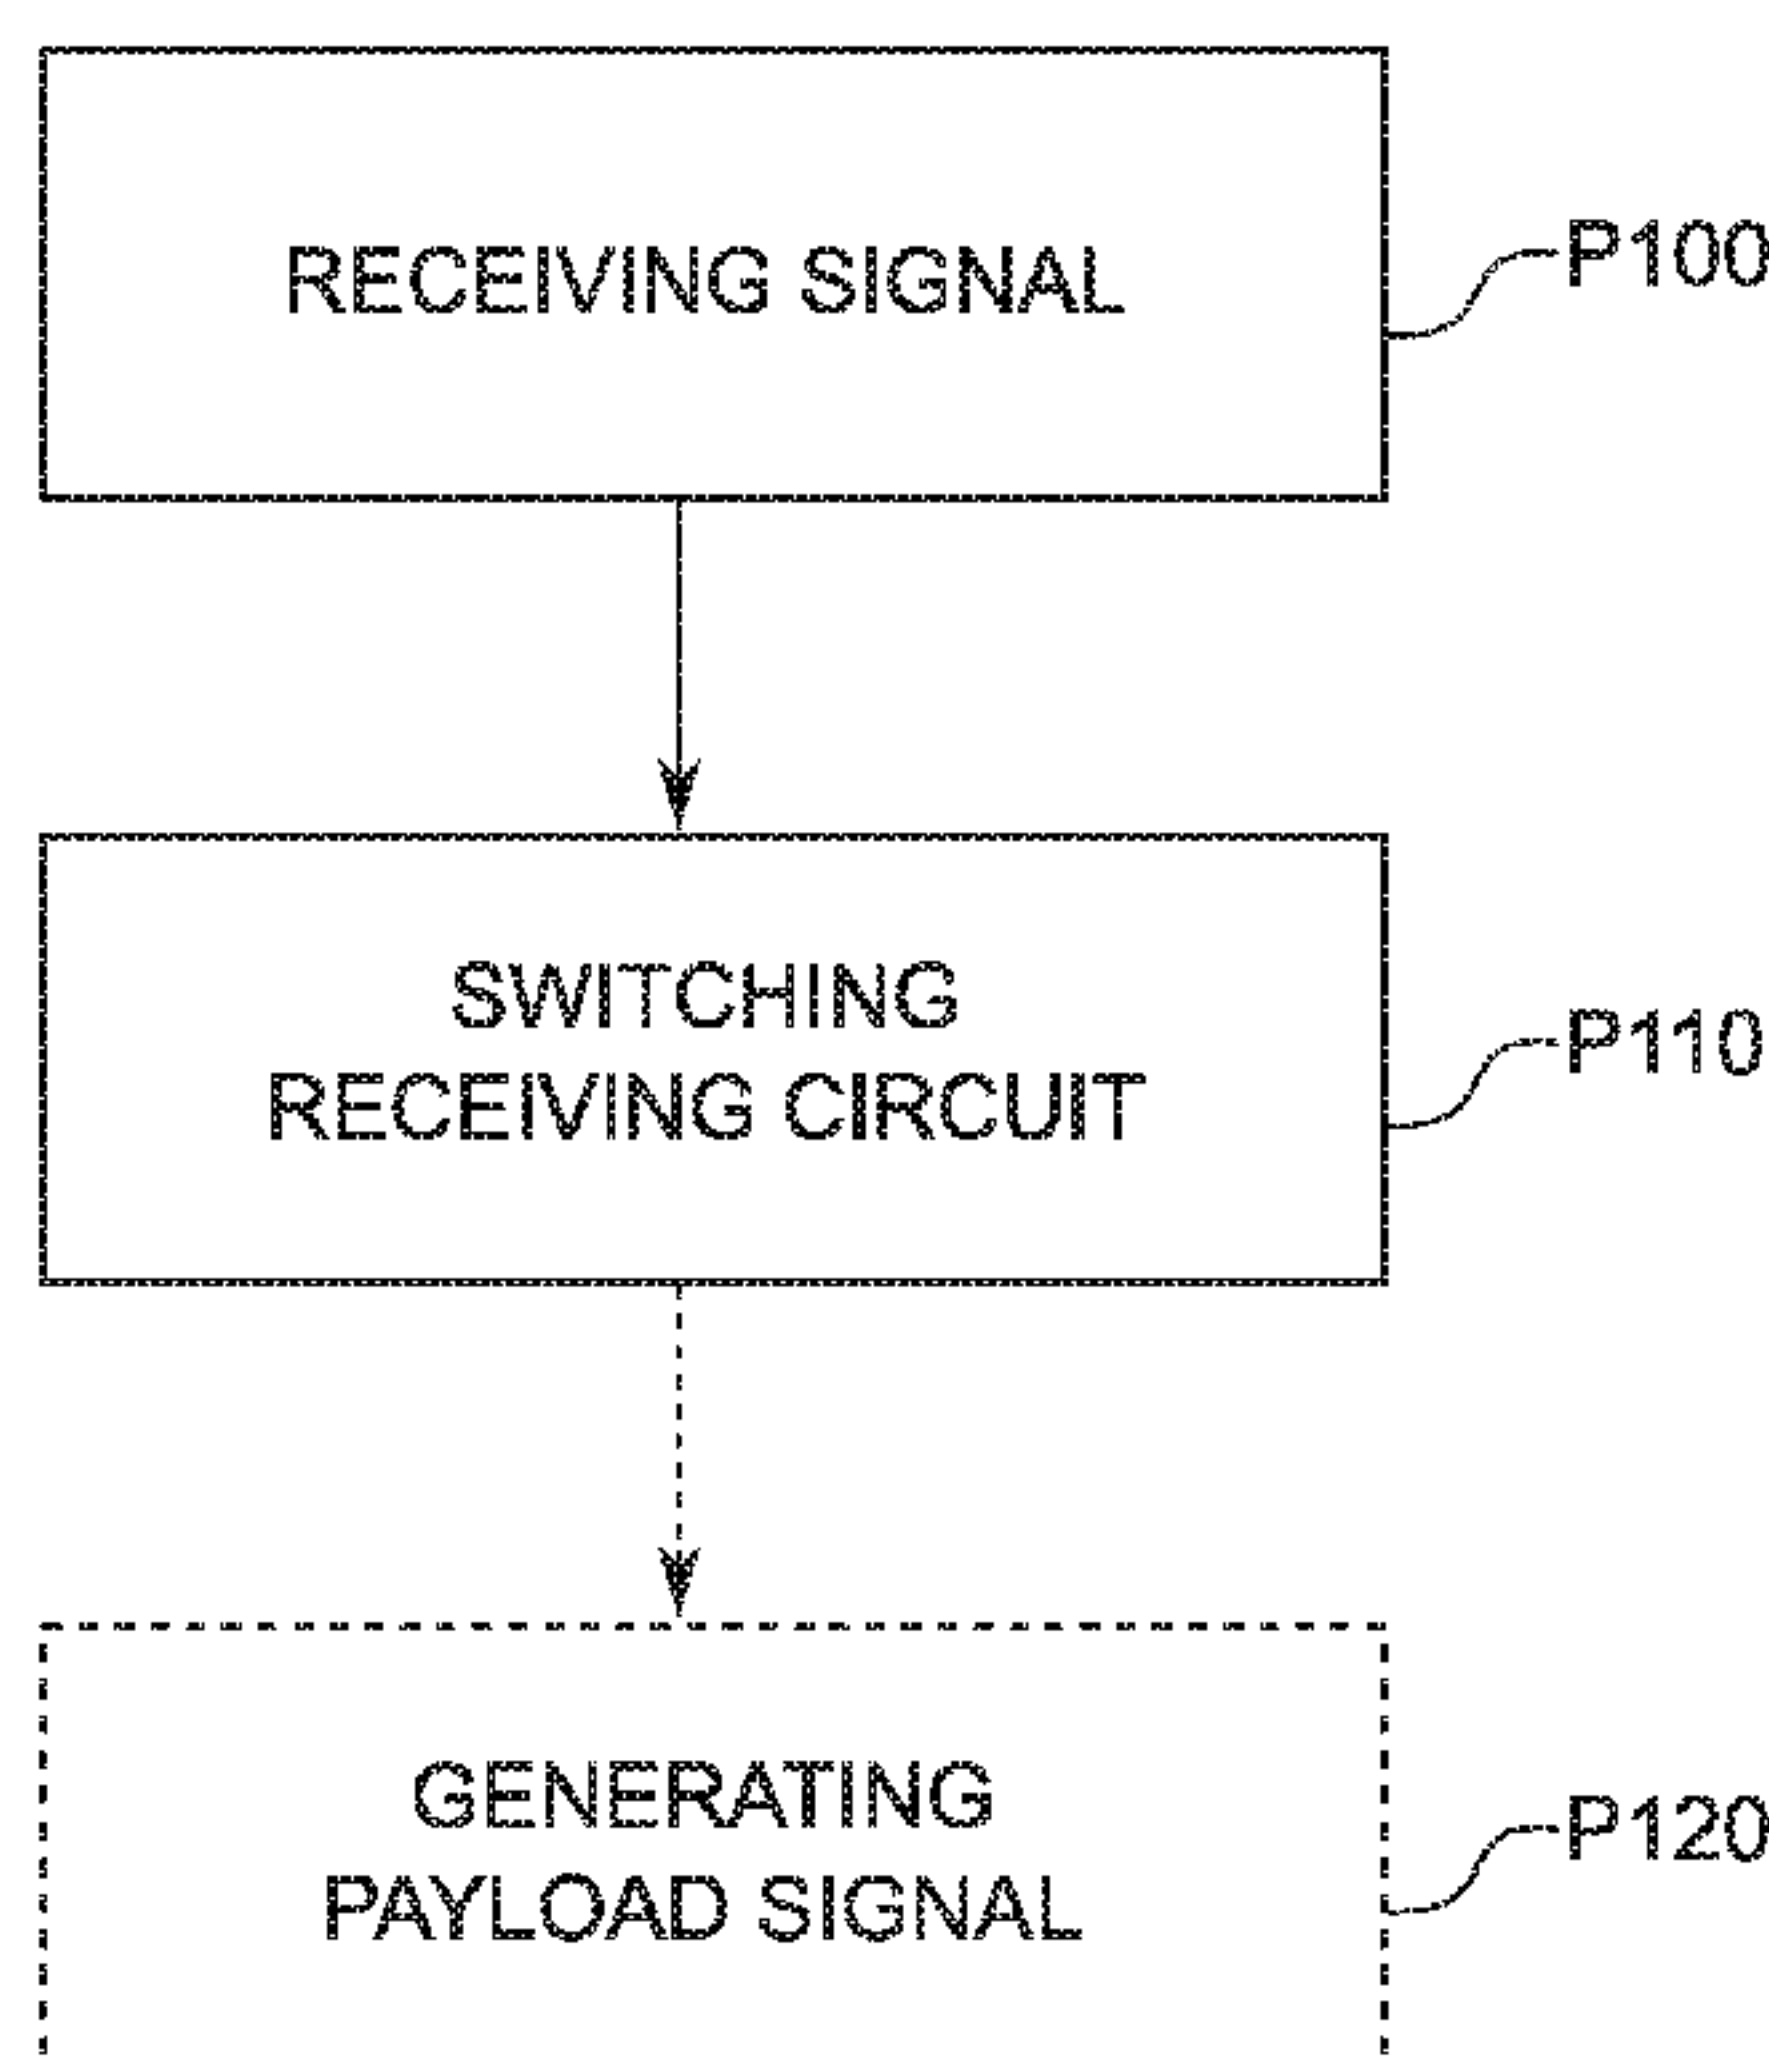 RECEIVING SIGNAL
P100
SWITCHING
RECEIVING CIRCUIT
P110
GENERATING
PAYLOAD SIGNAL
P120